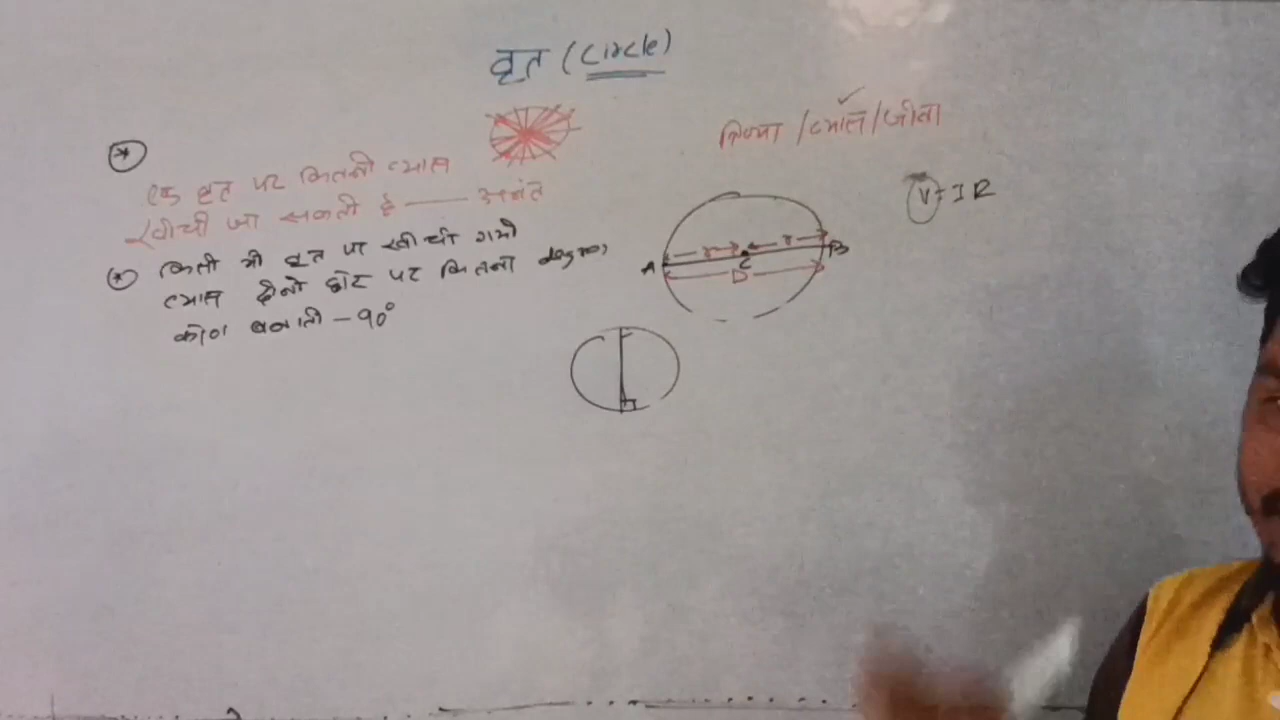 वृत (Circle)
त्रिज्या / व्यास / जीवा
एक वृत पर कितनी व्यास
खींची जा सकती है —— अनंत
V = IR
किसी भी वृत पर खींची गयी
व्यास दोनो छोर पर कितना degree
कोण बनाती - 90°
A r C r B
D